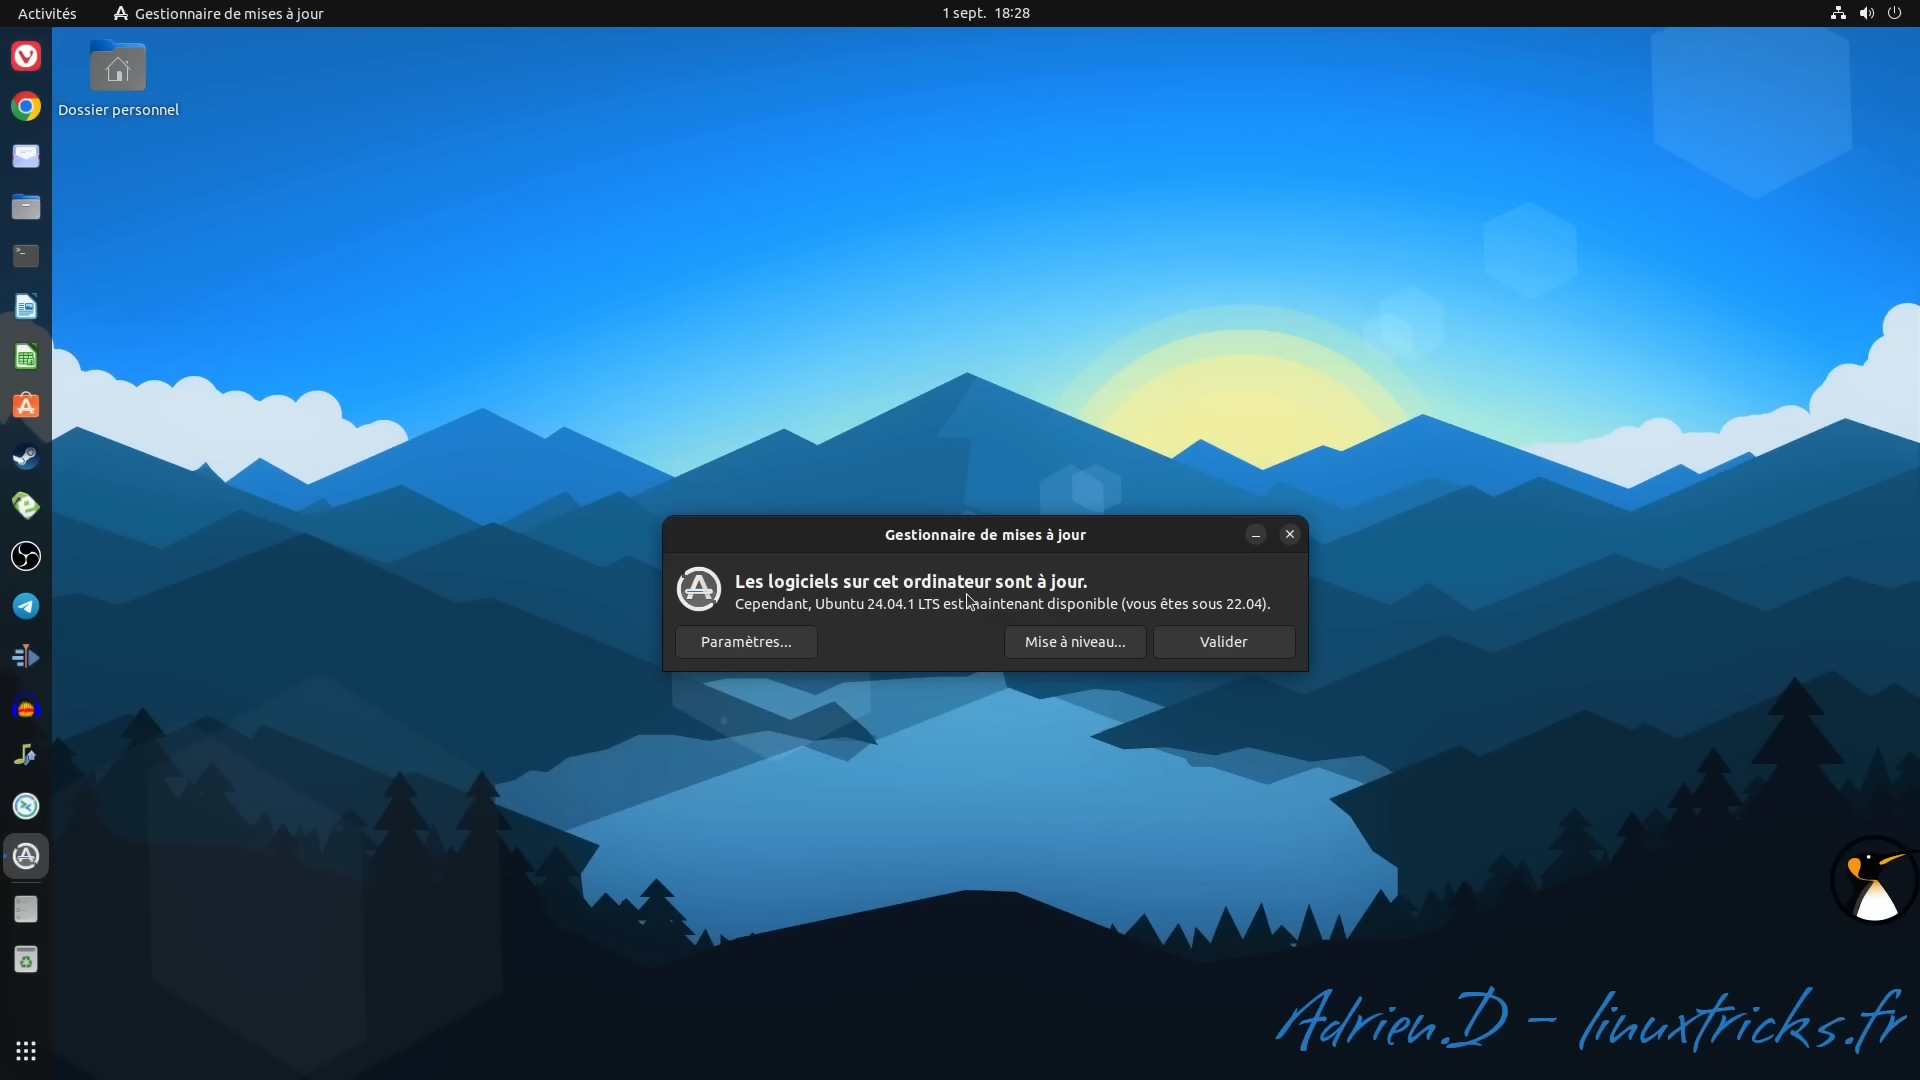 Activités
Gestionnaire de mises à jour
1 sept. 18:28
Dossier personnel
Gestionnaire de mises à jour
Les logiciels sur cet ordinateur sont à jour.
Cependant, Ubuntu 24.04.1 LTS est maintenant disponible (vous êtes sous 22.04).
Paramètres...
Mise à niveau...
Valider
Adrien.D - linuxtricks.fr